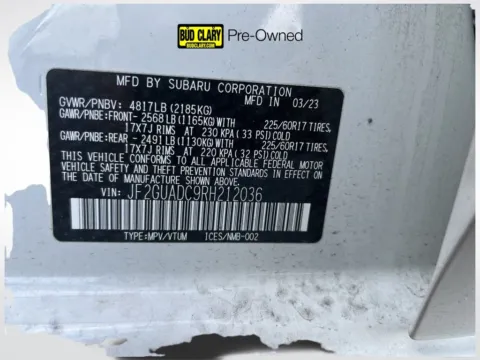 BUD CLARY Pre-Owned
MFD BY SUBARU CORPORATION 03/23
GVWR/PNBV: 4817LB (2185KG) MFD IN
GAWR/PNBE:FRONT- 2568LB (1165KG)WITH 225/60R17 TIRES,
17X7J RIMS AT 230 KPA (33 PSI)COLD
GAWR/PNBE:REAR - 2491LB (1130KG)WITH 225/60R17 TIRES,
17X7J RIMS AT 220 KPA (32 PSI)COLD
THIS VEHICLE CONFORMS TO ALL APPLICABLE FEDERAL MOTOR
VEHICLE SAFETY AND THEFT PREVENTION STANDARDS IN EFFECT ON
THE DATE OF MANUFACTURE SHOWN ABOVE.
VIN: JF2GUADC9RH212036
TYPE:MPV/VTUM ICES/NMB-002